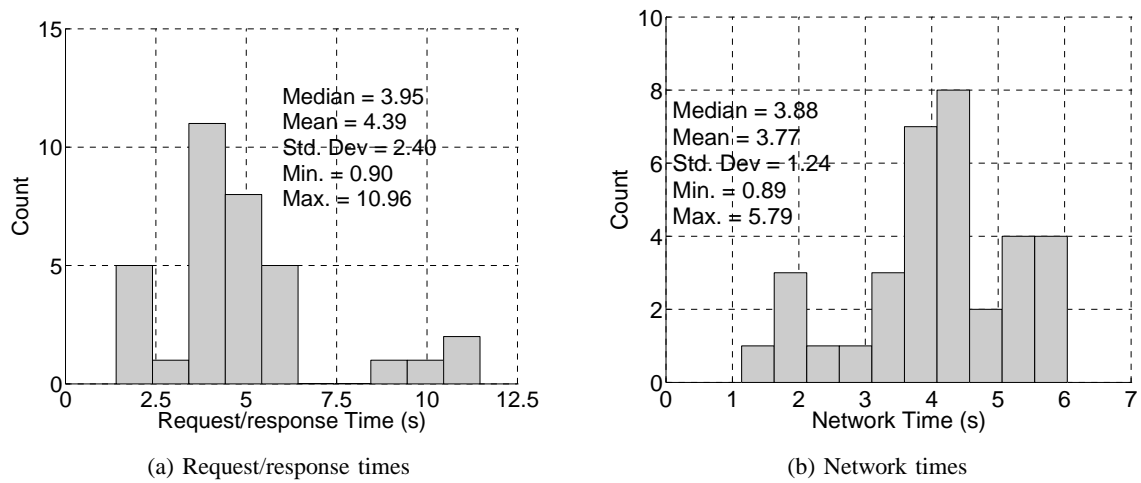 15
10
5
0
Count
Median = 3.95
Mean = 4.39
Std. Dev = 2.40
Min. = 0.90
Max. = 10.96
0 2.5 5 7.5 10 12.5
Request/response Time (s)
(a) Request/response times
10
8
6
4
2
0
Count
Median = 3.88
Mean = 3.77
Std. Dev = 1.24
Min. = 0.89
Max. = 5.79
0 1 2 3 4 5 6 7
Network Time (s)
(b) Network times